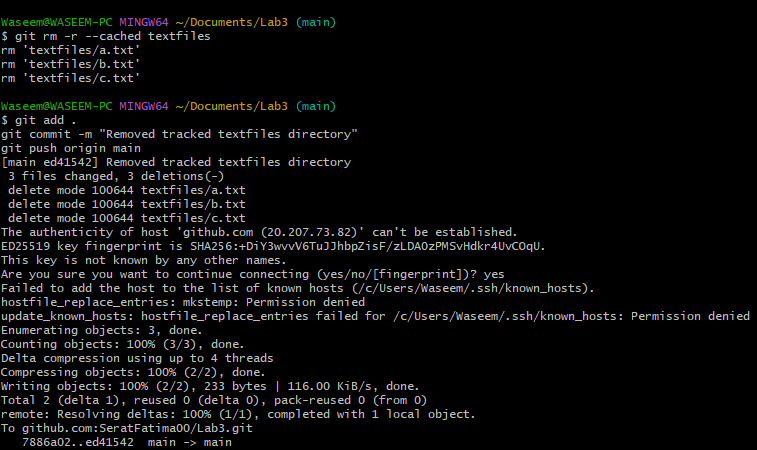 Waseem@WASEEM-PC MINGW64 ~/Documents/Lab3 (main)
$ git rm -r --cached textfiles
rm 'textfiles/a.txt'
rm 'textfiles/b.txt'
rm 'textfiles/c.txt'
Waseem@WASEEM-PC MINGW64 ~/Documents/Lab3 (main)
$ git add .
git commit -m "Removed tracked textfiles directory"
git push origin main
[main ed41542] Removed tracked textfiles directory
3 files changed, 3 deletions(-)
delete mode 100644 textfiles/a.txt
delete mode 100644 textfiles/b.txt
delete mode 100644 textfiles/c.txt
The authenticity of host 'github.com (20.207.73.82)' can't be established.
ED25519 key fingerprint is SHA256:+DiY3wvvV6TuJJhbpZisF/zLDA0zPMSvHdkr4UvCOqU.
This key is not known by any other names.
Are you sure you want to continue connecting (yes/no/[fingerprint])? yes
Failed to add the host to the list of known hosts (/c/Users/Waseem/.ssh/known_hosts).
hostfile_replace_entries: mkstemp: Permission denied
update_known_hosts: hostfile_replace_entries failed for /c/Users/Waseem/.ssh/known_hosts: Permission denied
Enumerating objects: 3, done.
Counting objects: 100% (3/3), done.
Delta compression using up to 4 threads
Compressing objects: 100% (2/2), done.
Writing objects: 100% (2/2), 233 bytes | 116.00 KiB/s, done.
Total 2 (delta 1), reused 0 (delta 0), pack-reused 0 (from 0)
remote: Resolving deltas: 100% (1/1), completed with 1 local object.
To github.com:SeratFatima00/Lab3.git
7886a02..ed41542  main -> main